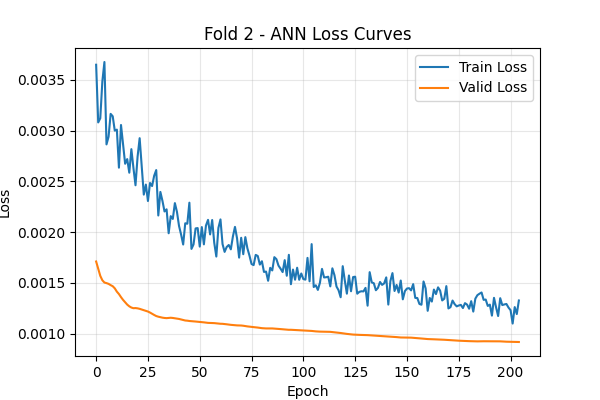 Fold 2 - ANN Loss Curves
Train Loss
Valid Loss
Loss
0.0035
0.0030
0.0025
0.0020
0.0015
0.0010
0 25 50 75 100 125 150 175 200
Epoch